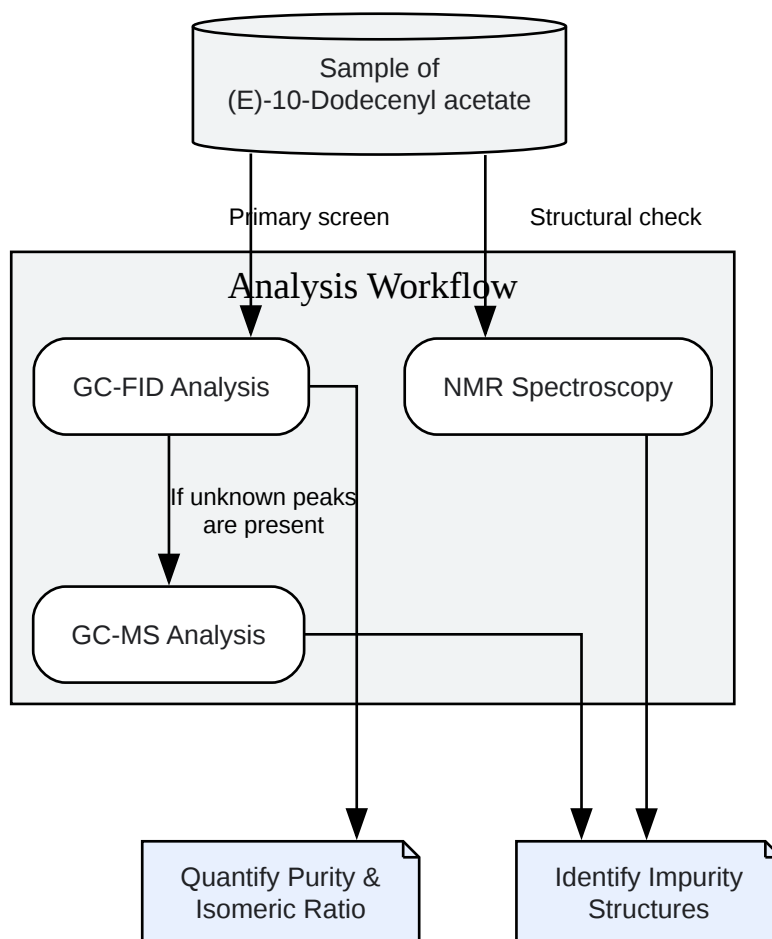 Sample of
(E)-10-Dodecenyl acetate
Primary screen
Structural check
Analysis Workflow
GC-FID Analysis
NMR Spectroscopy
If unknown peaks
are present
GC-MS Analysis
Quantify Purity &
Isomeric Ratio
Identify Impurity
Structures